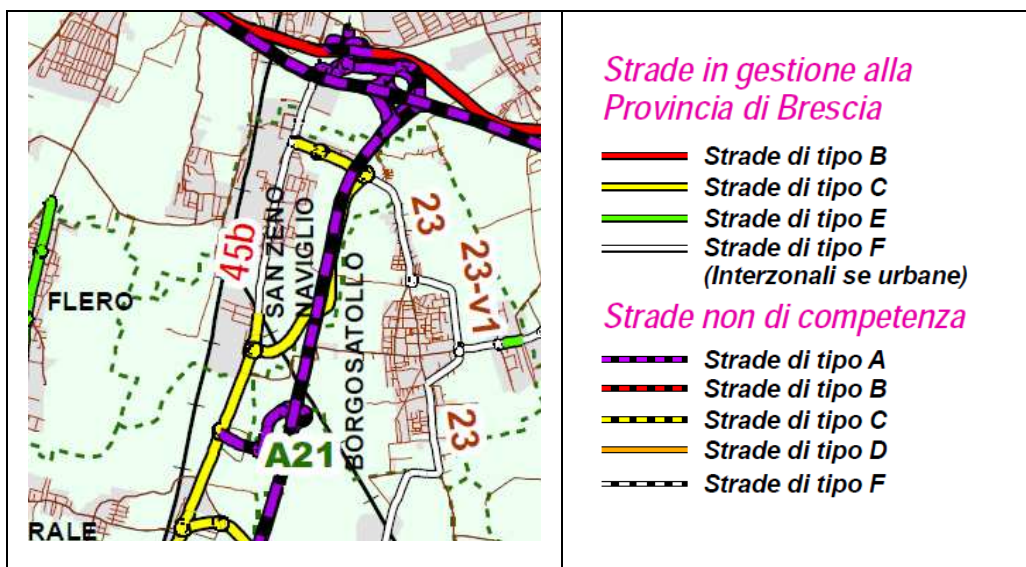 45b
SAN ZENO
NAVIGLIO
BORGOSATOLLO
23
23-v1
FLERO
23
A21
RALE
Strade in gestione alla
Provincia di Brescia
Strade di tipo B
Strade di tipo C
Strade di tipo E
Strade di tipo F
(Interzonali se urbane)
Strade non di competenza
Strade di tipo A
Strade di tipo B
Strade di tipo C
Strade di tipo D
Strade di tipo F